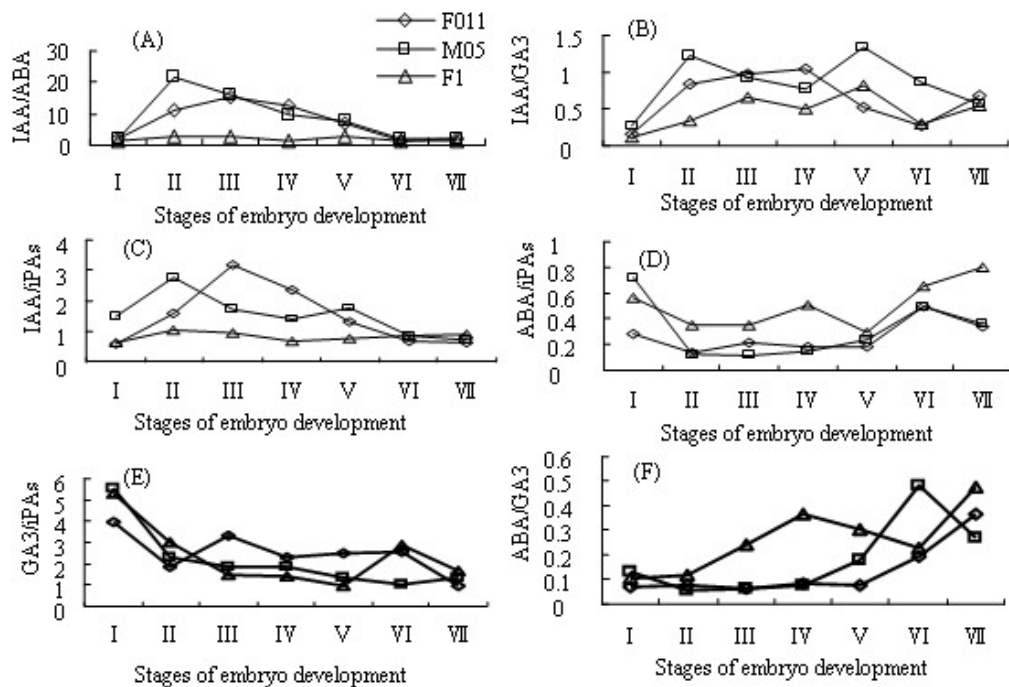 (A)
F011
M05
F1
IAA/ABA
30
20
10
0
I II III IV V VI VII
Stages of embryo development
(B)
IAA/GA3
1.5
1
0.5
0
I II III IV V VI VII
Stages of embryo development
(C)
IAA/iPAs
4
3
2
1
0
I II III IV V VI VII
Stages of embryo development
(D)
ABA/iPAs
1
0.8
0.6
0.4
0.2
0
I II III IV V VI VII
Stages of embryo development
(E)
GA3/iPAs
6
5
4
3
2
1
0
I II III IV V VI VII
Stages of embryo development
(F)
ABA/GA3
0.6
0.5
0.4
0.3
0.2
0.1
0
I II III IV V VI VII
Stages of embryo development